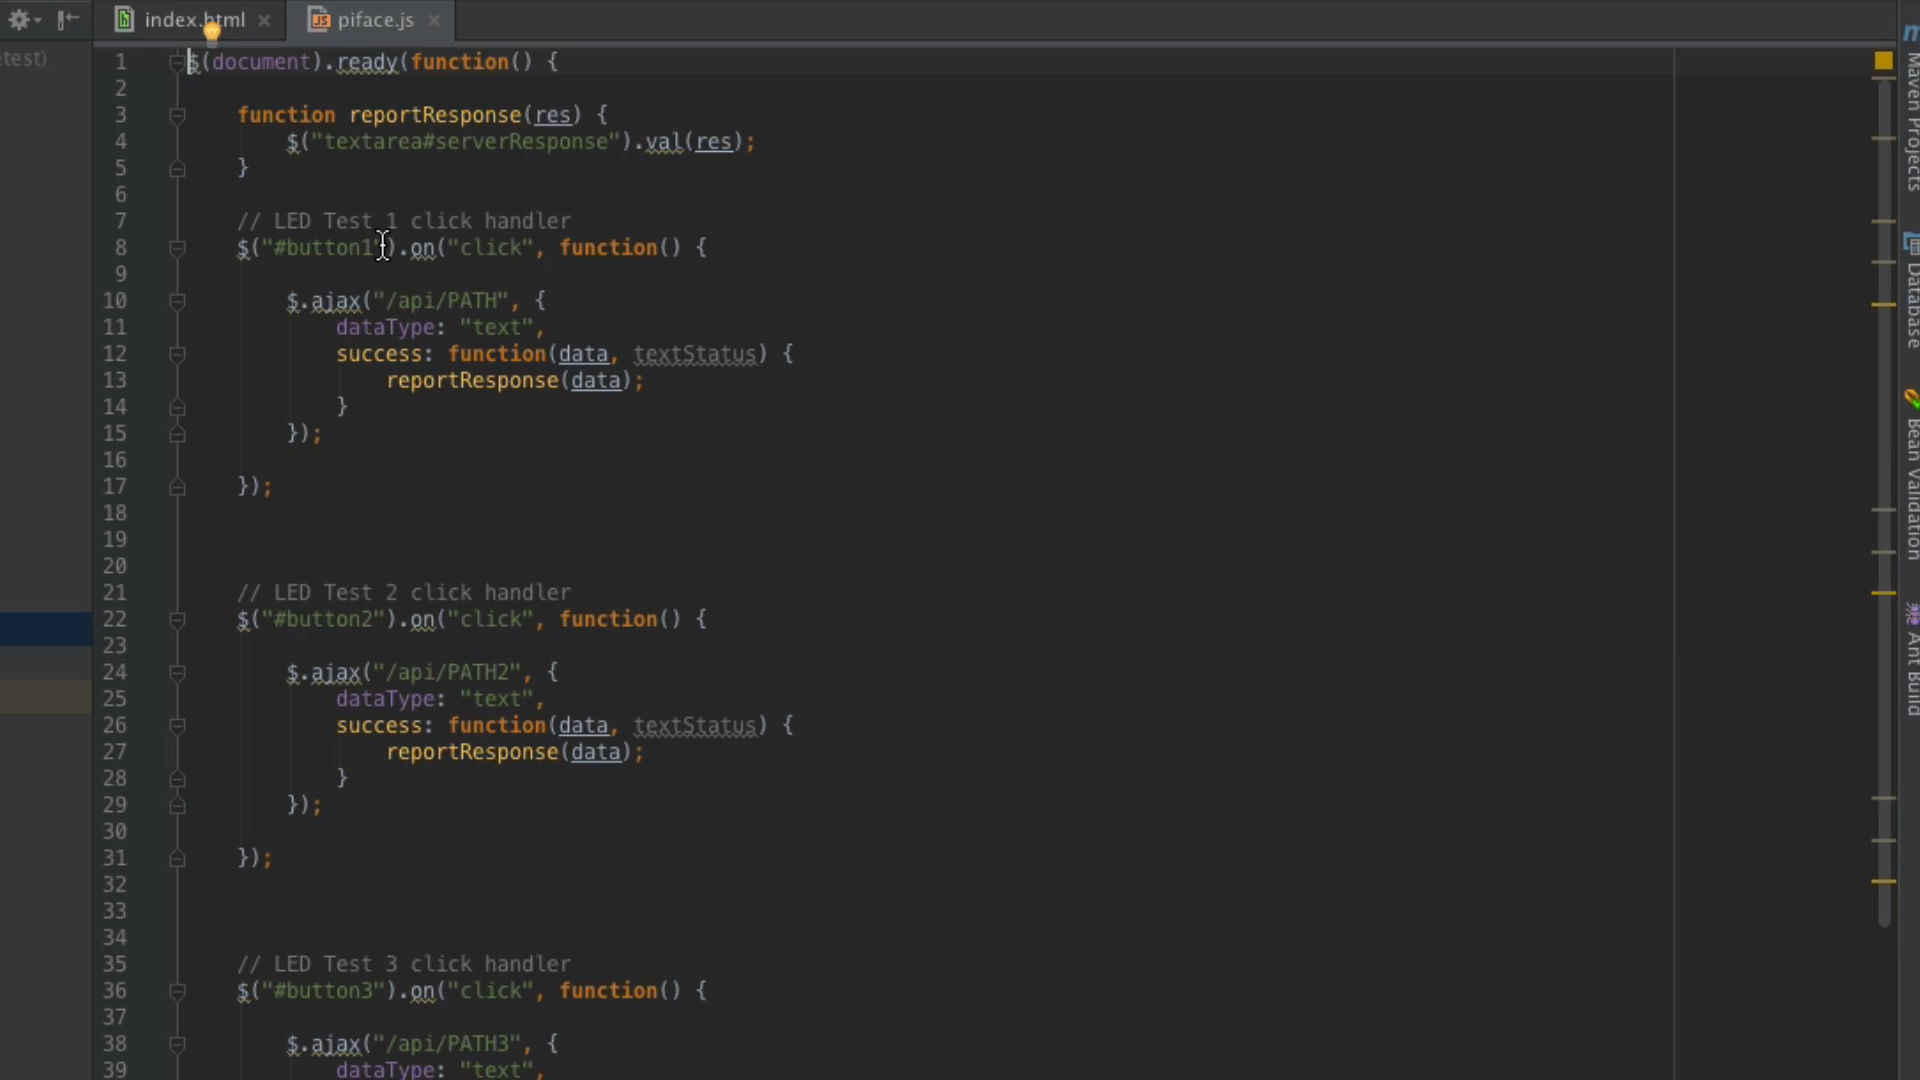 index.html
piface.js
etest)
1 $(document).ready(function() {
2
3 function reportResponse(res) {
4 $("textarea#serverResponse").val(res);
5 }
6
7 // LED Test 1 click handler
8 $("#button1").on("click", function() {
9
10 $.ajax("/api/PATH", {
11 dataType: "text",
12 success: function(data, textStatus) {
13 reportResponse(data);
14 }
15 });
16
17 });
18
19
20
21 // LED Test 2 click handler
22 $("#button2").on("click", function() {
23
24 $.ajax("/api/PATH2", {
25 dataType: "text",
26 success: function(data, textStatus) {
27 reportResponse(data);
28 }
29 });
30
31 });
32
33
34
35 // LED Test 3 click handler
36 $("#button3").on("click", function() {
37
38 $.ajax("/api/PATH3", {
39 dataType: "text",
Maven Projects
Database
Bean Validation
Ant Build